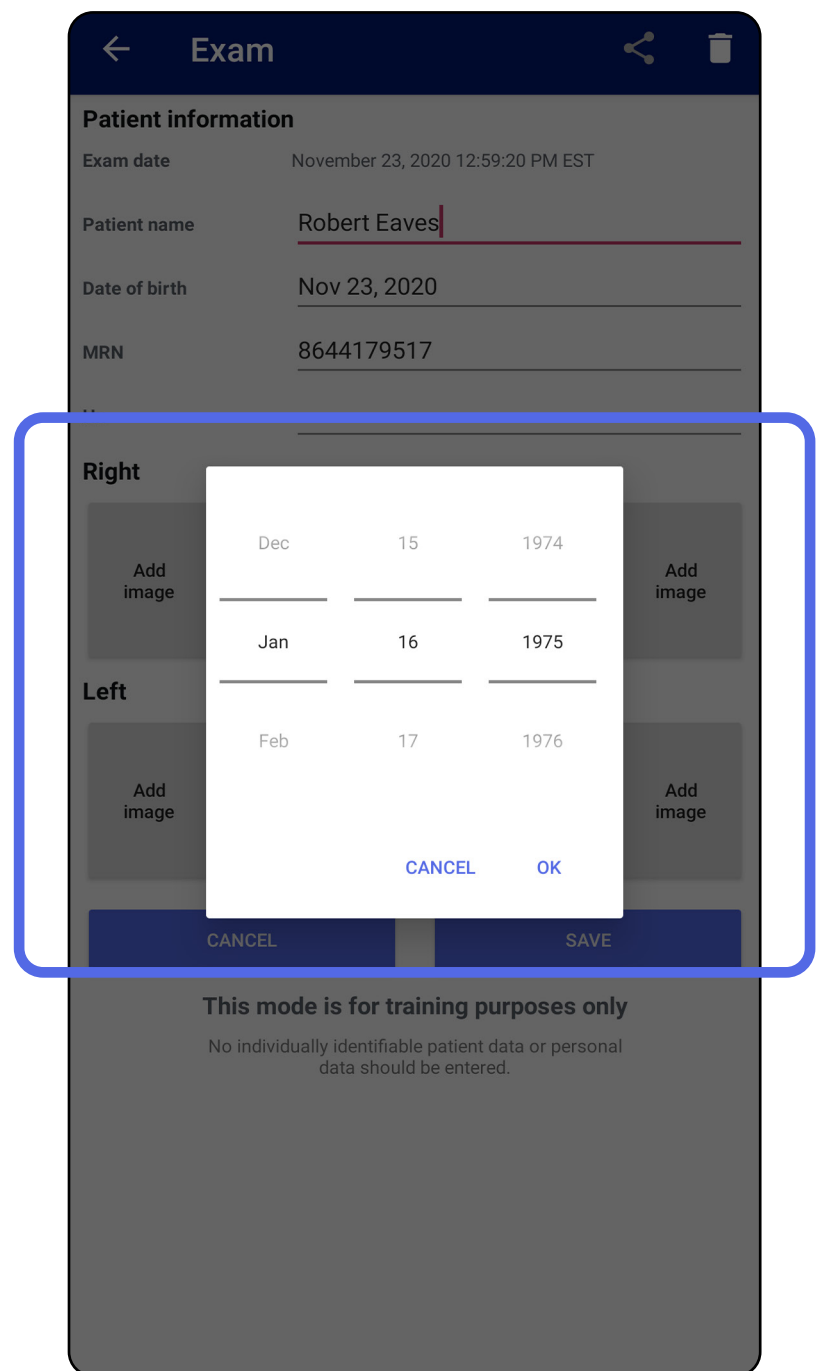 Exam
Patient information
Exam date November 23, 2020 12:59:20 PM EST
Patient name Robert Eaves
Date of birth Nov 23, 2020
MRN 8644179517
Right
Add
image
Add
image
Dec 15 1974
Jan 16 1975
Feb 17 1976
Left
Add
image
Add
image
CANCEL OK
CANCEL SAVE
This mode is for training purposes only
No individually identifiable patient data or personal
data should be entered.